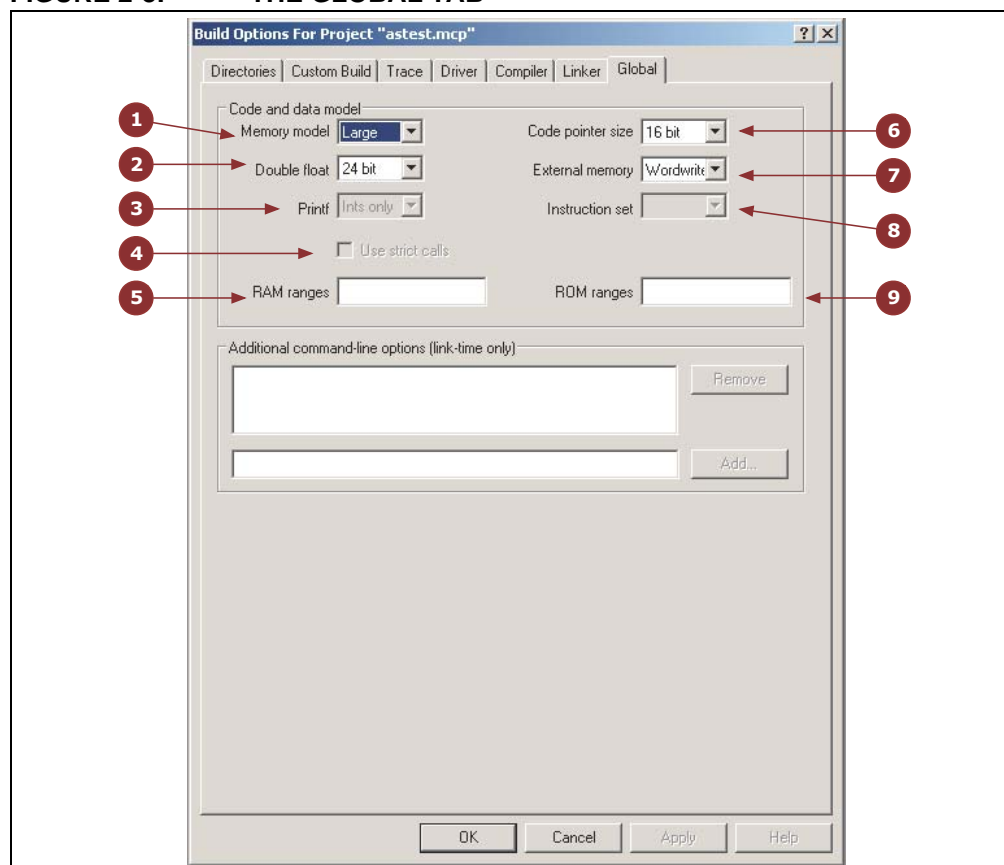 THE GLOBAL TAB
Build Options For Project "astest.mcp"
Directories Custom Build Trace Driver Compiler Linker Global
Code and data model
1 Memory model Large Code pointer size 16 bit 6
2 Double float 24 bit External memory Wordwrite 7
3 Printf Ints only Instruction set 8
4 Use strict calls
5 RAM ranges ROM ranges 9
Additional command-line options (link-time only)
Remove
Add...
OK Cancel Apply Help